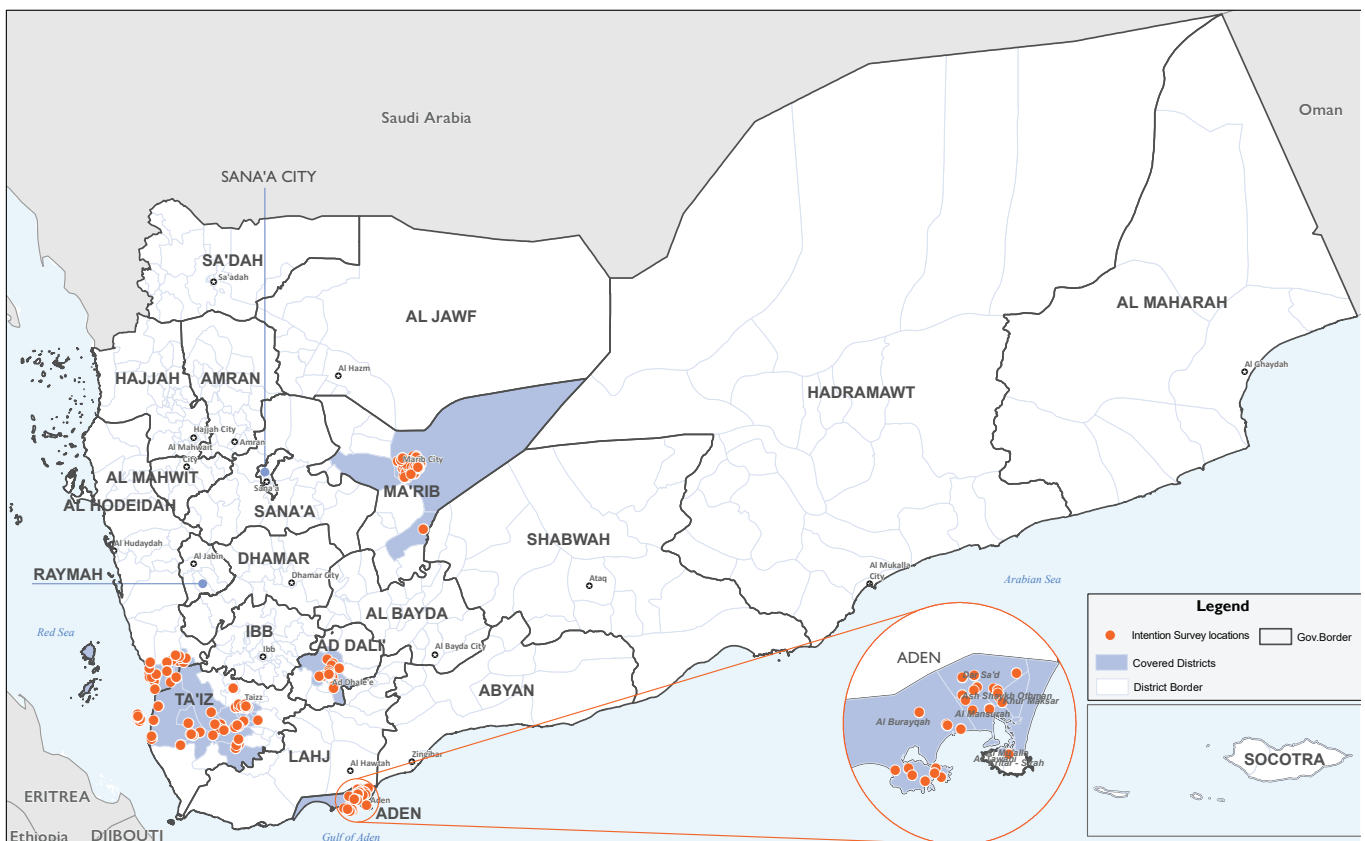 Saudi Arabia
Oman
SANA'A CITY
SA'DAH
Sa'adah
AL JAWF
AL MAHARAH
Al Hazm
Al Ghaydah
HAJJAH
AMRAN
HADRAMAWT
Hajjah City
Amran
Al Mahwait
City
Marib City
AL MAHWIT
Sana'a
MA'RIB
AL HODEIDAH
SANA'A
SHABWAH
Al Hudaydah
Al Jabin
DHAMAR
RAYMAH
Dhamar City
Ataq
Al Mukalla
City
Arabian Sea
AL BAYDA
Red Sea
IBB
Ibb
AD DALI'
Al Bayda City
Ad Dhale'e
TA'IZ
Taizz
ABYAN
LAHJ
Zingibar
Al Hawtah
Aden
ADEN
ERITREA
Ethiopia
DJIBOUTI
Gulf of Aden
ADEN
Dar Sa'd
Ash Shaykh Othman
Khur Maksar
Al Mansurah
Al Burayqah
Legend
Intention Survey locations
Gov.Border
Covered Districts
District Border
SOCOTRA